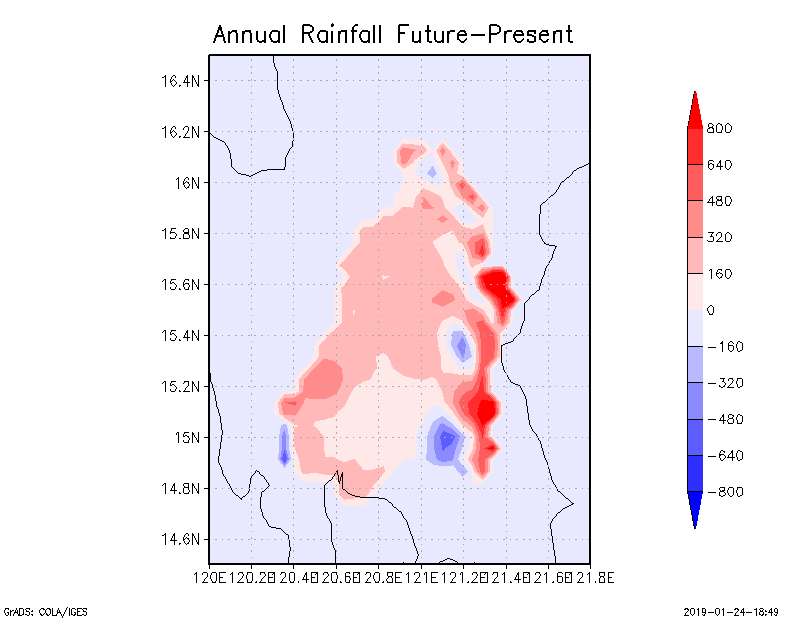 Annual Rainfall Future-Present
16.4N
16.2N
16N
15.8N
15.6N
15.4N
15.2N
15N
14.8N
14.6N
120E 120.2E 120.4E 120.6E 120.8E 121E 121.2E 121.4E 121.6E 121.8E
800
640
480
320
160
0
-160
-320
-480
-640
-800
GrADS: COLA/IGES
2019-01-24-18:49